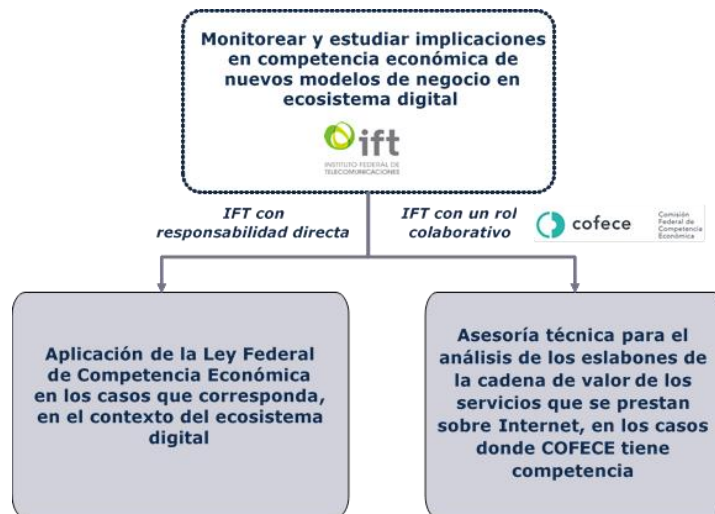 Monitorear y estudiar implicaciones
en competencia económica de
nuevos modelos de negocio en
ecosistema digital
ift
INSTITUTO FEDERAL DE
TELECOMUNICACIONES
IFT con
responsabilidad directa
IFT con un rol
colaborativo
cofece
Comisión
Federal de
Competencia
Económica
Aplicación de la Ley Federal
de Competencia Económica
en los casos que corresponda,
en el contexto del ecosistema
digital
Asesoría técnica para el
análisis de los eslabones de
la cadena de valor de los
servicios que se prestan
sobre Internet, en los casos
donde COFECE tiene
competencia